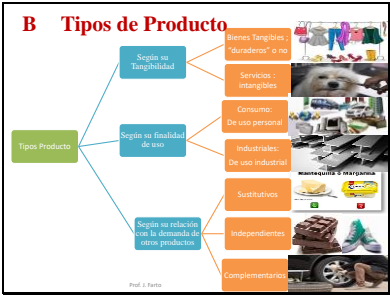 B Tipos de Producto
Tipos Producto
Según su
Tangibilidad
Bienes Tangibles ;
"duraderos" o no
Servicios :
intangibles
Según su finalidad
de uso
Consumo:
De uso personal
Industriales:
De uso industrial
Según su relación
con la demanda de
otros productos
Sustitutivos
Independientes
Complementarios
Mantequilla o Margarina
Prof. J. Farto